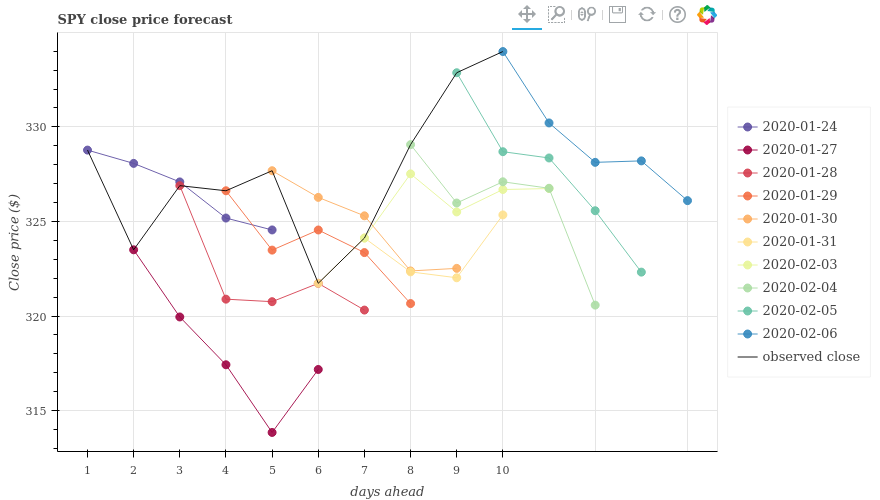 SPY close price forecast
330
325
320
315
Close price ($)
1 2 3 4 5 6 7 8 9 10
days ahead
2020-01-24
2020-01-27
2020-01-28
2020-01-29
2020-01-30
2020-01-31
2020-02-03
2020-02-04
2020-02-05
2020-02-06
observed close